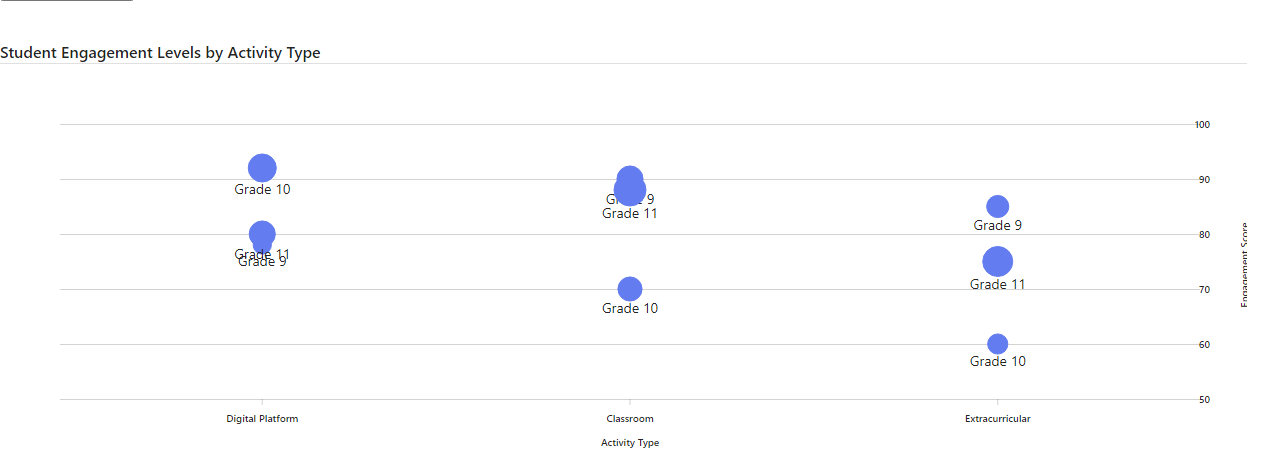 Student Engagement Levels by Activity Type
100
90
80
70
60
50
Engagement Score
Grade 10
Grade 11
Grade 9
Grade 9
Grade 11
Grade 10
Grade 9
Grade 11
Grade 10
Digital Platform
Classroom
Extracurricular
Activity Type